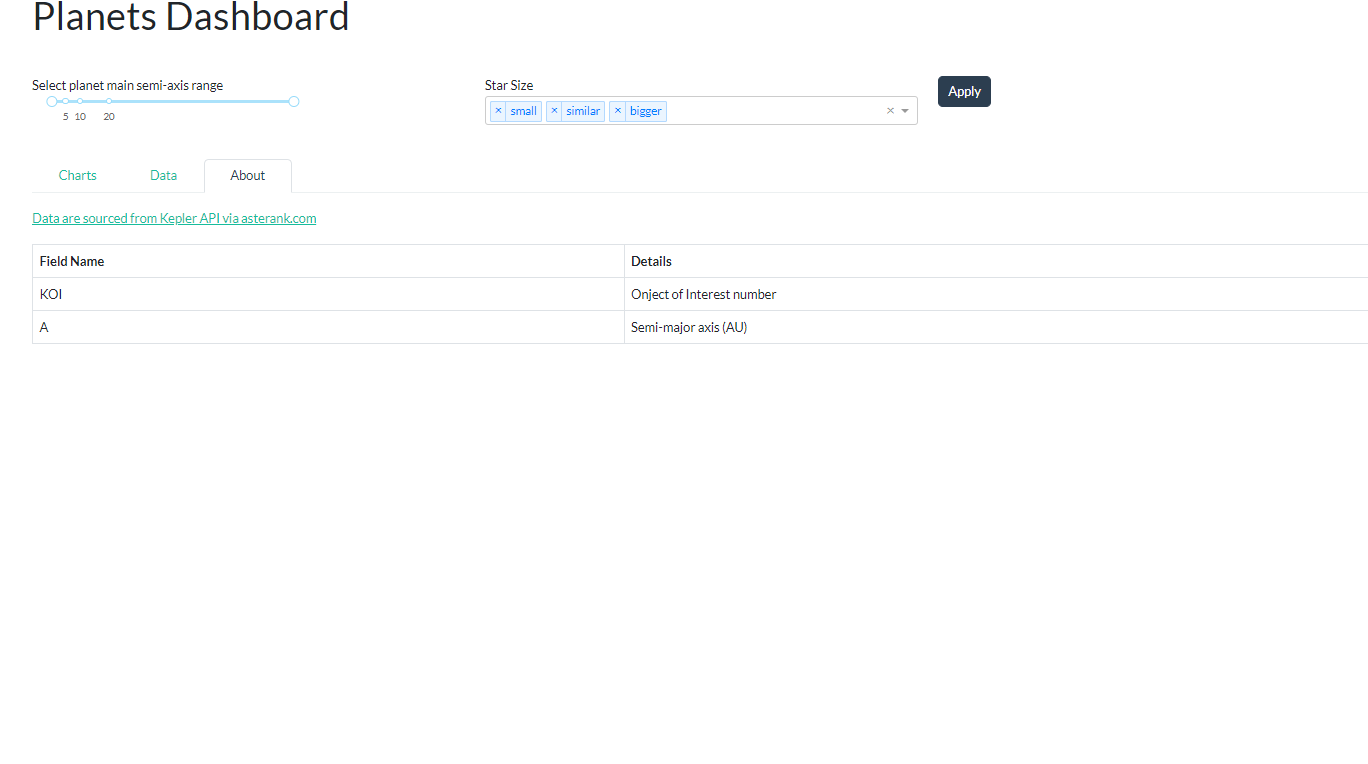 Planets Dashboard
Select planet main semi-axis range
5 10 20
Star Size
× small × similar × bigger ×
Apply
Charts Data About
Data are sourced from Kepler API via asterank.com
Field Name Details
KOI Onject of Interest number
A Semi-major axis (AU)